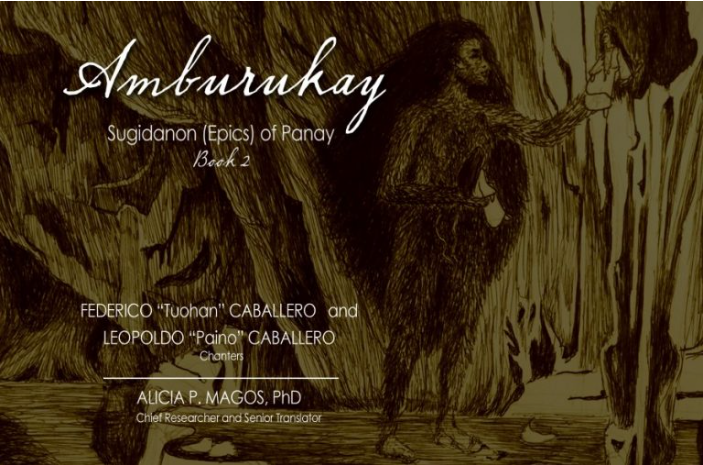 Amburukay
Sugidanon (Epics) of Panay
Book 2
FEDERICO “Tuohan” CABALLERO and
LEOPOLDO “Paino” CABALLERO
Chanters
ALICIA P. MAGOS, PhD
Chief Researcher and Senior Translator